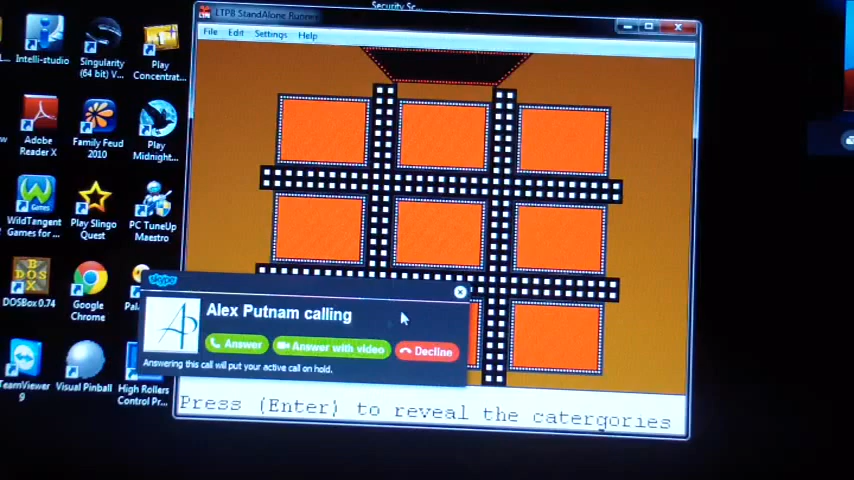 Security Sc...
LTPB StandAlone Runner
File Edit Settings Help
Intelli-studio
Singularity
(64 bit) V...
Play
Concentrat...
Adobe
Reader X
Family Feud
2010
Play
Midnight...
WildTangent
Games for ...
Play Slingo
Quest
PC TuneUp
Maestro
DOSBox 0.74
Google
Chrome
TeamViewer
9
Visual Pinball
High Rollers
Control Pr...
skype
Alex Putnam calling
Answer
Answer with video
Decline
Answering this call will put your active call on hold.
Press (Enter) to reveal the catergories